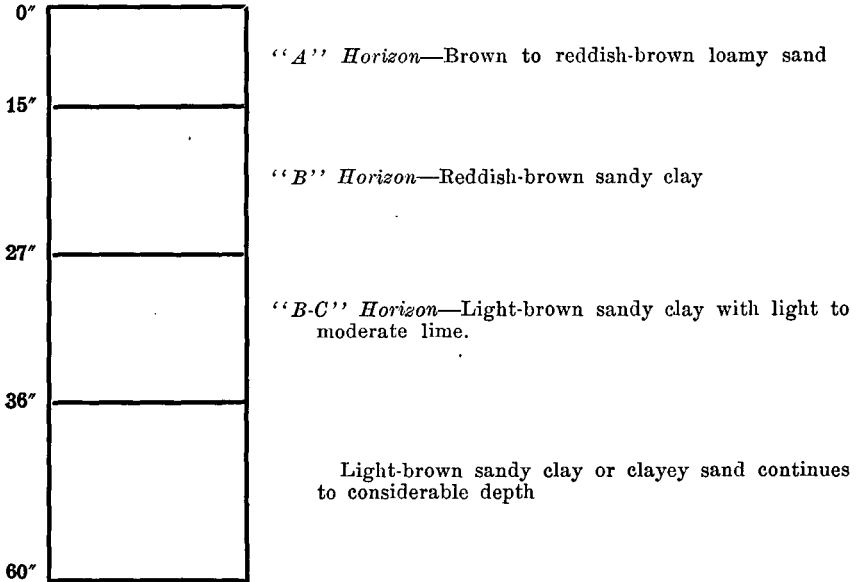 0″
“A” Horizon—Brown to reddish-brown loamy sand
15″
“B” Horizon—Reddish-brown sandy clay
27″
“B-C” Horizon—Light-brown sandy clay with light to
moderate lime.
36″
Light-brown sandy clay or clayey sand continues
to considerable depth
60″